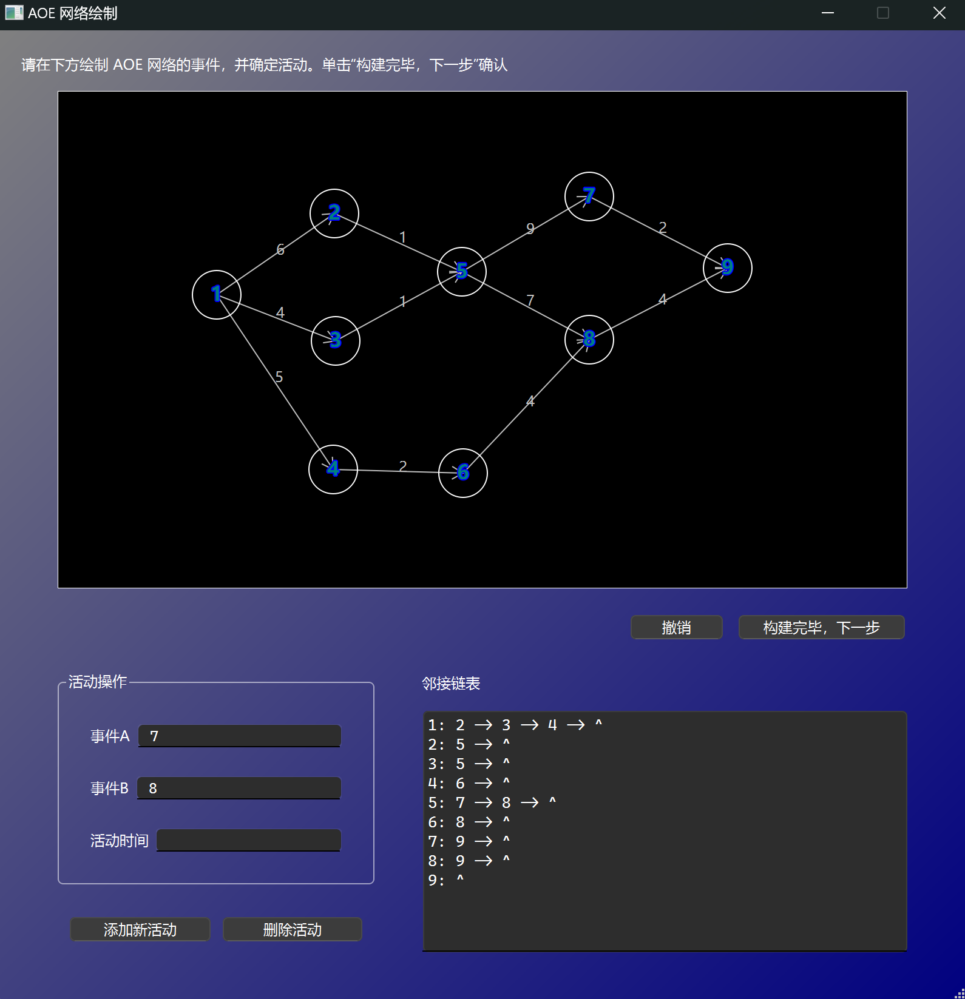 AOE 网络绘制
请在下方绘制 AOE 网络的事件，并确定活动。单击“构建完毕，下一步”确认
7
2
2
9
1
6
9
5
1
1
7
4
4
4
8
3
5
4
4
2
6
撤销
构建完毕，下一步
活动操作
事件A 7
事件B 8
活动时间
添加新活动
删除活动
邻接链表
1: 2 --> 3 --> 4 --> ^
2: 5 --> ^
3: 5 --> ^
4: 6 --> ^
5: 7 --> 8 --> ^
6: 8 --> ^
7: 9 --> ^
8: 9 --> ^
9: ^